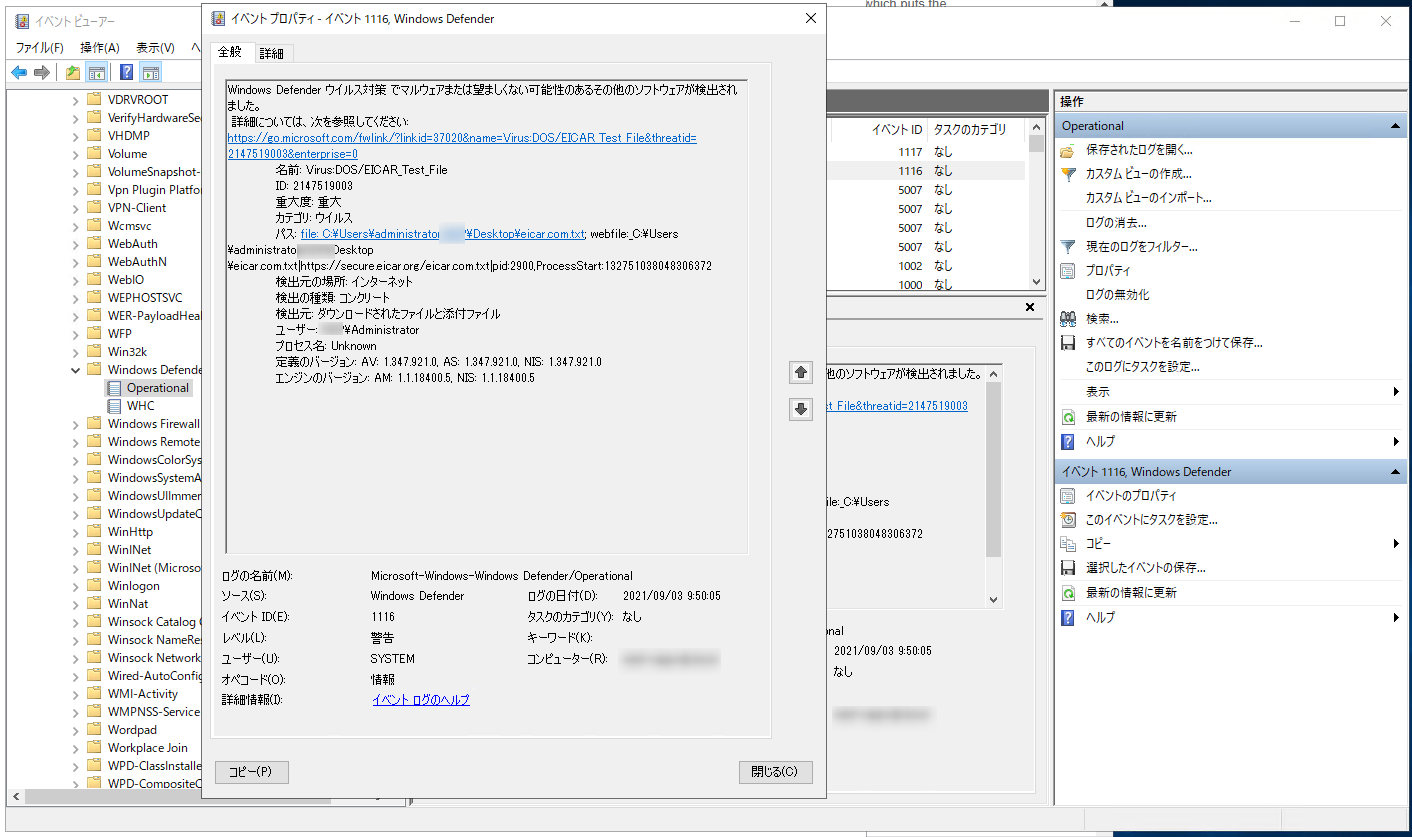 which puts the
イベント ビューアー
ファイル(F) 操作(A) 表示(V) ヘ
VDRVROOT
VerifyHardwareSe
VHDMP
Volume
VolumeSnapshot-
Vpn Plugin Platfo
VPN-Client
Wcmsvc
WebAuth
WebAuthN
WebIO
WEPHOSTSVC
WER-PayloadHeal
WFP
Win32k
Windows Defende
Operational
WHC
Windows Firewall
Windows Remote
WindowsColorSys
WindowsSystemA
WindowsUIImmer
WindowsUpdateC
WinHttp
WinINet
WinINet (Microso
Winlogon
WinNat
Winsock Catalog C
Winsock NameRes
Winsock Network
Wired-AutoConfig
WMI-Activity
WMPNSS-Service
Wordpad
Workplace Join
WPD-ClassInstalle
WPD-CompositeC
イベント プロパティ - イベント 1116, Windows Defender
全般 詳細
Windows Defender ウイルス対策 でマルウェアまたは望ましくない可能性のあるその他のソフトウェアが検出され
ました。
詳細については、次を参照してください:
https://go.microsoft.com/fwlink/?linkid=37020&name=Virus:DOS/EICAR_Test_File&threatid=
2147519003&enterprise=0
名前: Virus:DOS/EICAR_Test_File
ID: 2147519003
重大度: 重大
カテゴリ: ウイルス
パス: file:_C:¥Users¥administrator ¥Desktop¥eicar.com.txt; webfile:_C:¥Users
¥administrato Desktop
¥eicar.com.txt|https://secure.eicar.org/eicar.com.txt|pid:2900,ProcessStart:132751038048306372
検出元の場所: インターネット
検出の種類: コンクリート
検出元: ダウンロードされたファイルと添付ファイル
ユーザー: ¥Administrator
プロセス名: Unknown
定義のバージョン: AV: 1.347.921.0, AS: 1.347.921.0, NIS: 1.347.921.0
エンジンのバージョン: AM: 1.1.18400.5, NIS: 1.1.18400.5
ログの名前(M): Microsoft-Windows-Windows Defender/Operational
ソース(S): Windows Defender ログの日付(D): 2021/09/03 9:50:05
イベント ID(E): 1116 タスクのカテゴリ(Y): なし
レベル(L): 警告 キーワード(K):
ユーザー(U): SYSTEM コンピューター(R):
オペコード(O): 情報
詳細情報(I): イベント ログのヘルプ
コピー(P) 閉じる(C)
イベント ID タスクのカテゴリ
1117 なし
1116 なし
5007 なし
5007 なし
5007 なし
5007 なし
1002 なし
1000 なし
他のソフトウェアが検出されました。
t_File&threatid=2147519003
ile:_C:¥Users
32751038048306372
onal
2021/09/03 9:50:05
なし
操作
Operational
保存されたログを開く...
カスタム ビューの作成...
カスタム ビューのインポート...
ログの消去...
現在のログをフィルター...
プロパティ
ログの無効化
検索...
すべてのイベントを名前をつけて保存...
このログにタスクを設定...
表示
最新の情報に更新
ヘルプ
イベント 1116, Windows Defender
イベントのプロパティ
このイベントにタスクを設定...
コピー
選択したイベントの保存...
最新の情報に更新
ヘルプ